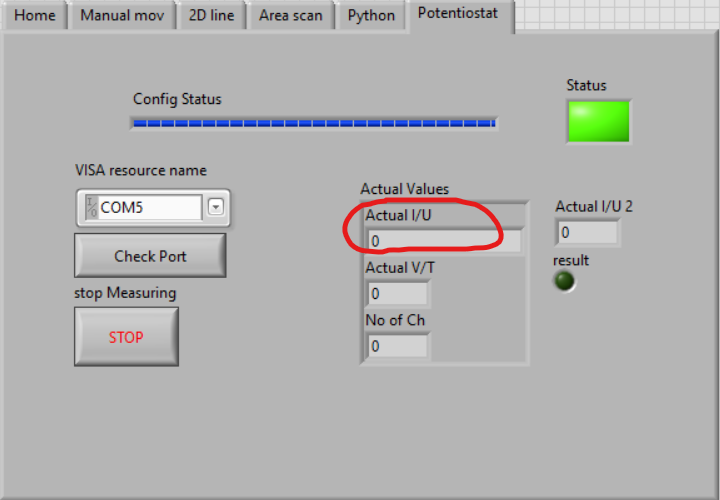 Home
Manual mov
2D line
Area scan
Python
Potentiostat
Config Status
Status
VISA resource name
I/O
COM5
Check Port
stop Measuring
STOP
Actual Values
Actual I/U
0
Actual V/T
0
No of Ch
0
Actual I/U 2
0
result